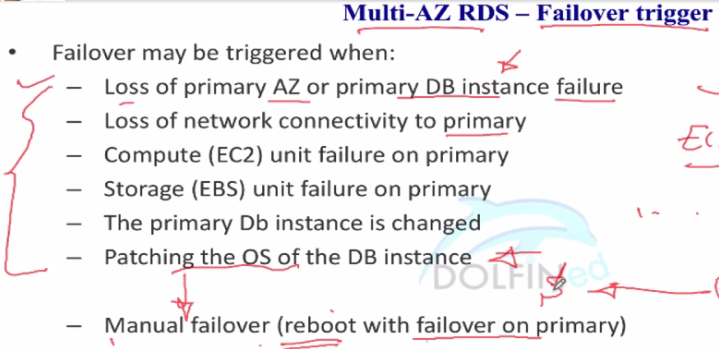 Multi-AZ RDS – Failover trigger
• Failover may be triggered when:
– Loss of primary AZ or primary DB instance failure
– Loss of network connectivity to primary
EC
– Compute (EC2) unit failure on primary
– Storage (EBS) unit failure on primary
– The primary Db instance is changed
– Patching the OS of the DB instance
DOLFINed
– Manual failover (reboot with failover on primary)